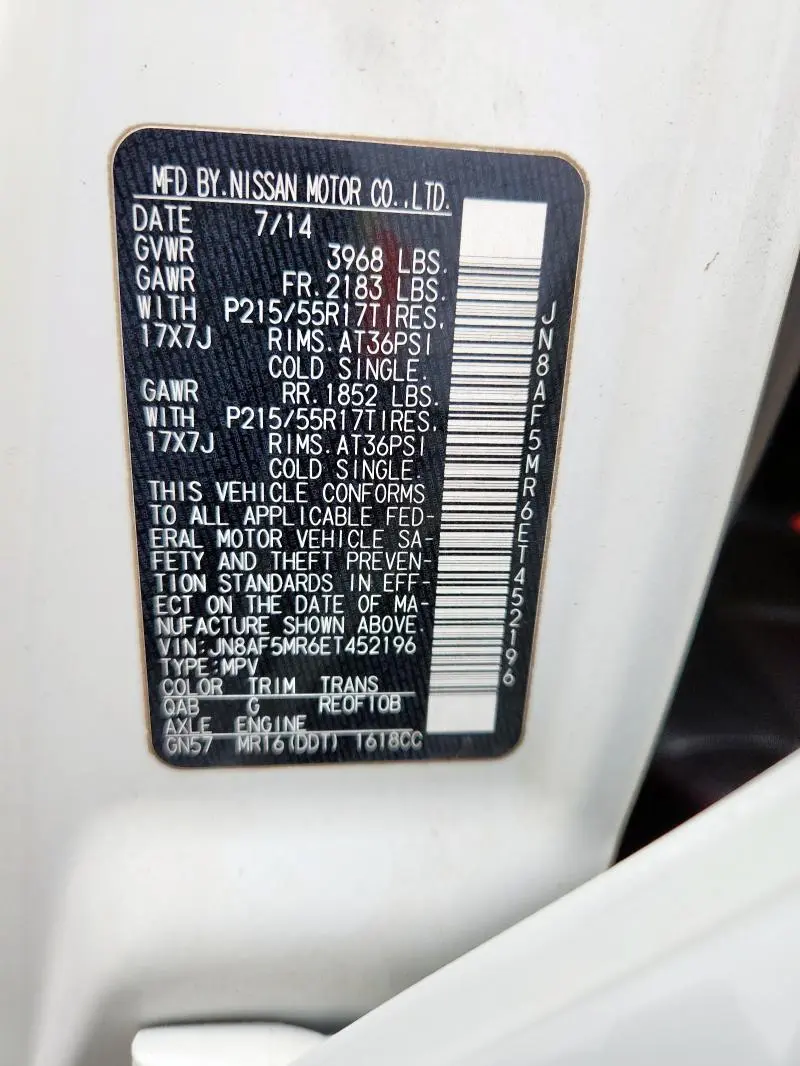 MFD BY.NISSAN MOTOR CO.,LTD.
DATE 7/14
GVWR 3968 LBS.
GAWR FR.2183 LBS.
WITH P215/55R17TIRES,
17X7J RIMS.AT36PSI
COLD SINGLE.
GAWR RR.1852 LBS.
WITH P215/55R17TIRES,
17X7J RIMS.AT36PSI
COLD SINGLE.
THIS VEHICLE CONFORMS
TO ALL APPLICABLE FED-
ERAL MOTOR VEHICLE SA-
FETY AND THEFT PREVEN-
TION STANDARDS IN EFF-
ECT ON THE DATE OF MA-
NUFACTURE SHOWN ABOVE.
VIN:JN8AF5MR6ET452196
TYPE:MPV
COLOR TRIM TRANS
QAB G RE0F10B
AXLE ENGINE
GN57 MR16(DDT) 1618CC
JN8AF5MR6ET452196